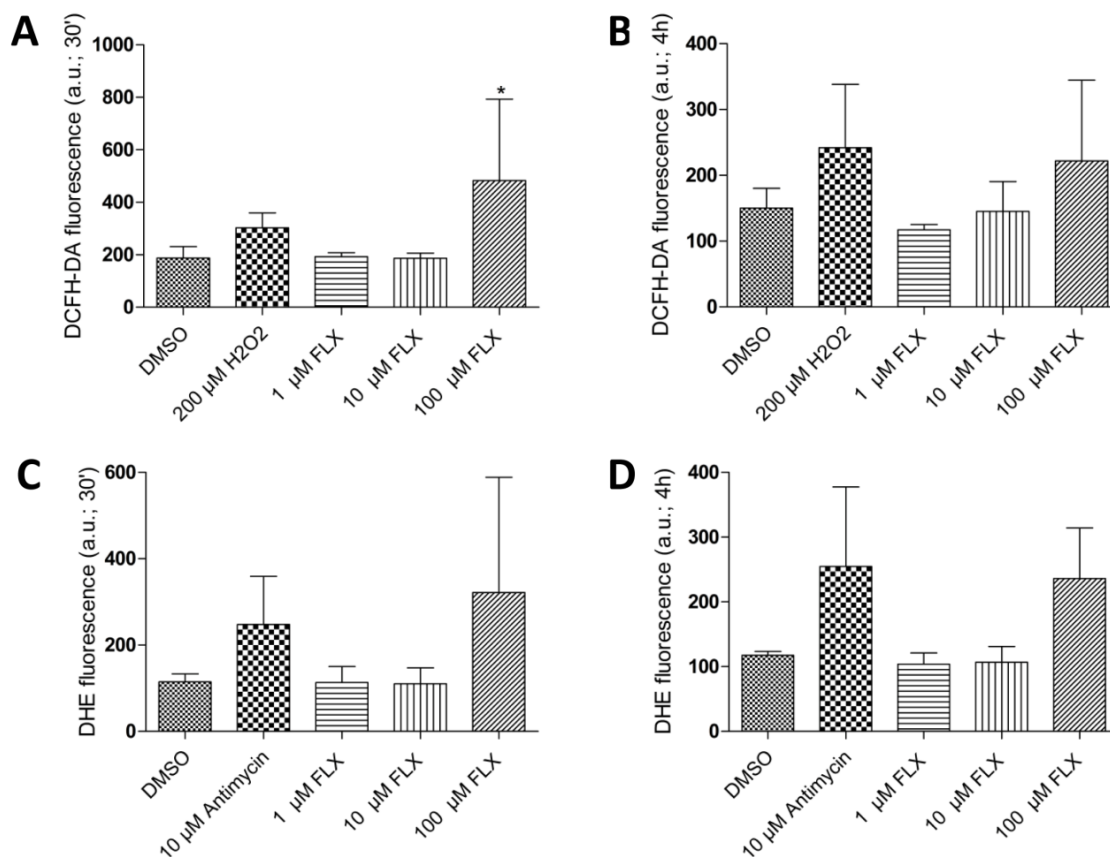 A
DCFH-DA fluorescence (a.u.; 30')
1000
800
600
400
200
0
*
DMSO
200 µM H2O2
1 µM FLX
10 µM FLX
100 µM FLX
B
DCFH-DA fluorescence (a.u.; 4h)
400
300
200
100
0
DMSO
200 µM H2O2
1 µM FLX
10 µM FLX
100 µM FLX
C
DHE fluorescence (a.u.; 30')
600
400
200
0
DMSO
10 µM Antimycin
1 µM FLX
10 µM FLX
100 µM FLX
D
DHE fluorescence (a.u.; 4h)
400
300
200
100
0
DMSO
10 µM Antimycin
1 µM FLX
10 µM FLX
100 µM FLX